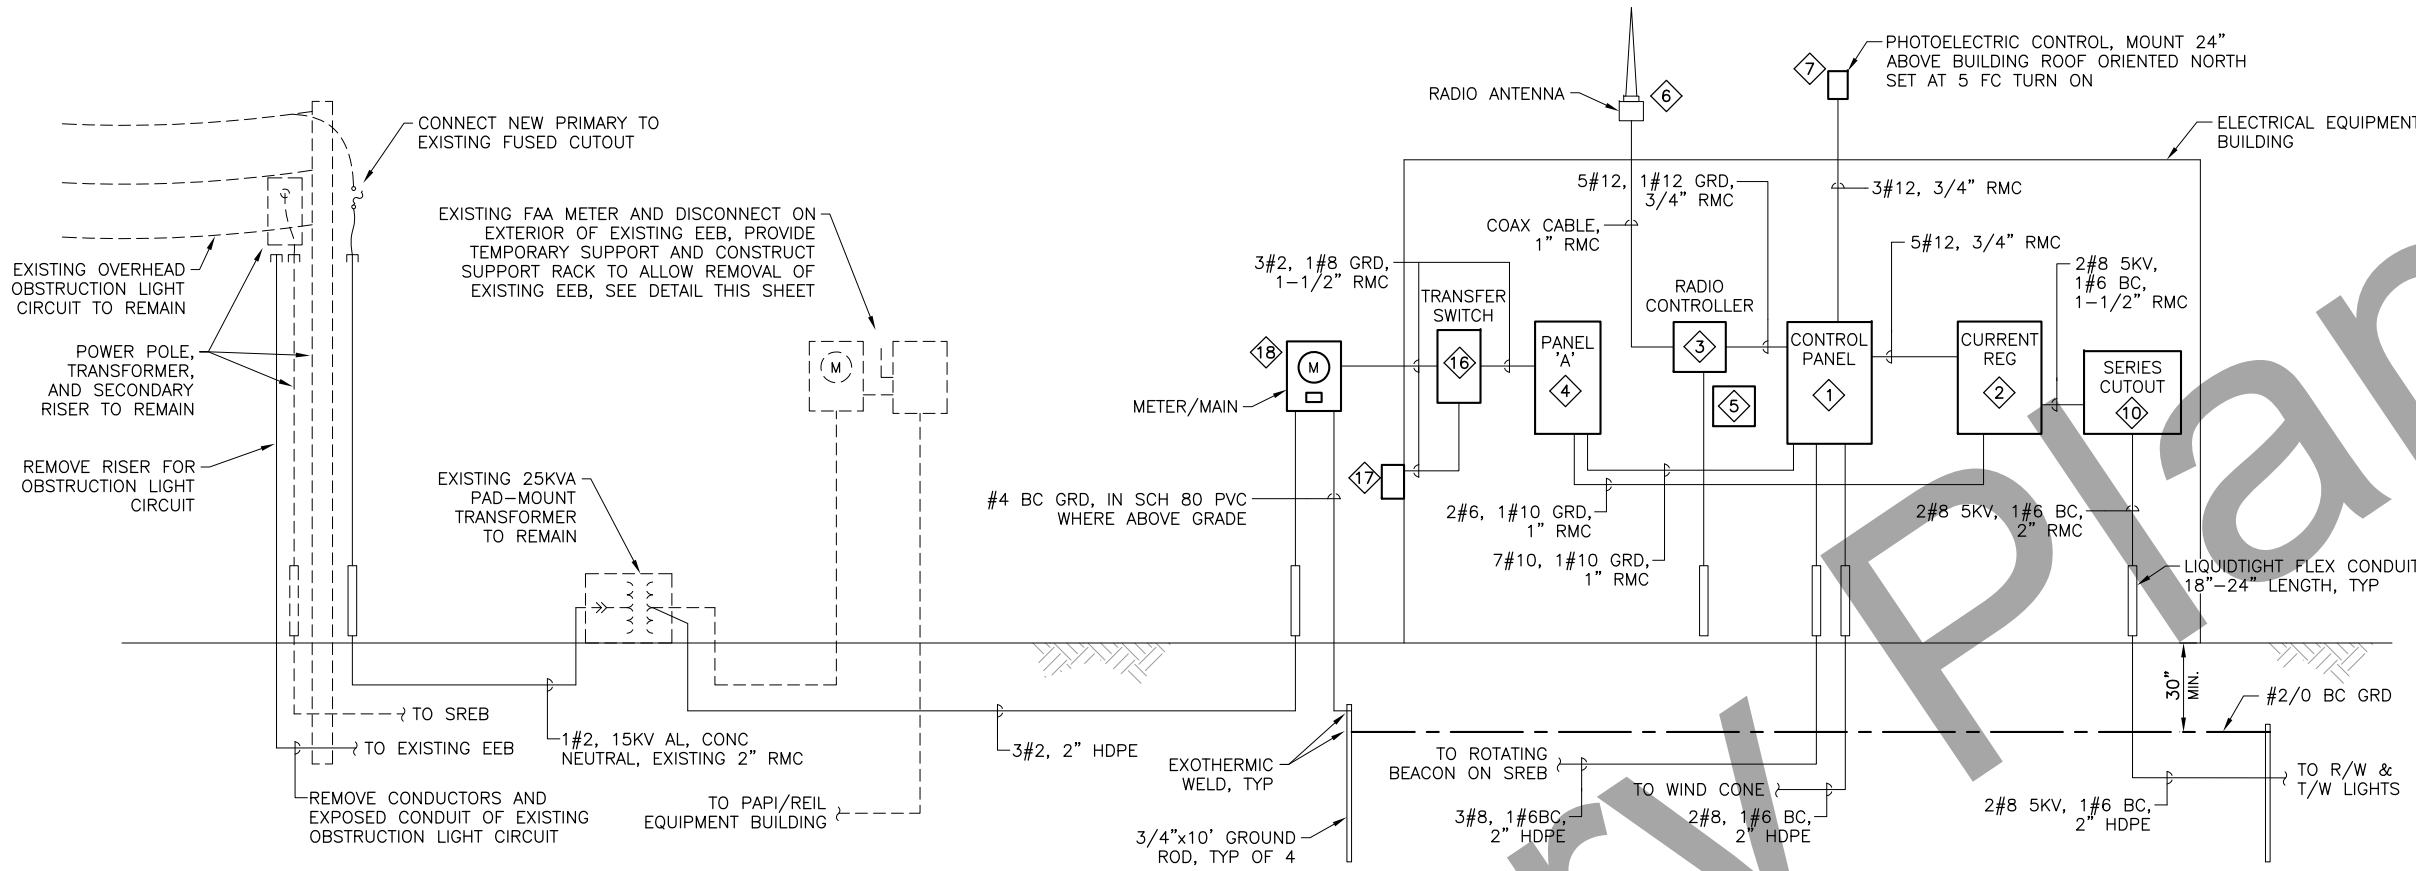 PHOTOELECTRIC CONTROL, MOUNT 24"
ABOVE BUILDING ROOF ORIENTED NORTH
SET AT 5 FC TURN ON
7
RADIO ANTENNA
6
CONNECT NEW PRIMARY TO
EXISTING FUSED CUTOUT
ELECTRICAL EQUIPMENT
BUILDING
EXISTING FAA METER AND DISCONNECT ON
EXTERIOR OF EXISTING EEB, PROVIDE
TEMPORARY SUPPORT AND CONSTRUCT
SUPPORT RACK TO ALLOW REMOVAL OF
EXISTING EEB, SEE DETAIL THIS SHEET
5#12, 1#12 GRD,
3/4" RMC
3#12, 3/4" RMC
COAX CABLE,
1" RMC
5#12, 3/4" RMC
EXISTING OVERHEAD
OBSTRUCTION LIGHT
CIRCUIT TO REMAIN
3#2, 1#8 GRD,
1-1/2" RMC
2#8 5KV,
1#6 BC,
1-1/2" RMC
TRANSFER
SWITCH
16
RADIO
CONTROLLER
3
POWER POLE,
TRANSFORMER,
AND SECONDARY
RISER TO REMAIN
M
18
M
METER/MAIN
PANEL
'A'
4
5
CONTROL
PANEL
1
CURRENT
REG
2
SERIES
CUTOUT
10
REMOVE RISER FOR
OBSTRUCTION LIGHT
CIRCUIT
EXISTING 25KVA
PAD-MOUNT
TRANSFORMER
TO REMAIN
17
#4 BC GRD, IN SCH 80 PVC
WHERE ABOVE GRADE
2#6, 1#10 GRD,
1" RMC
7#10, 1#10 GRD,
1" RMC
2#8 5KV, 1#6 BC,
2" RMC
LIQUIDTIGHT FLEX CONDUIT
18"-24" LENGTH, TYP
30"
MIN.
#2/0 BC GRD
TO SREB
TO EXISTING EEB
1#2, 15KV AL, CONC
NEUTRAL, EXISTING 2" RMC
3#2, 2" HDPE
EXOTHERMIC
WELD, TYP
TO ROTATING
BEACON ON SREB
TO WIND CONE
TO R/W &
T/W LIGHTS
REMOVE CONDUCTORS AND
EXPOSED CONDUIT OF EXISTING
OBSTRUCTION LIGHT CIRCUIT
TO PAPI/REIL
EQUIPMENT BUILDING
3#8, 1#6BC,
2" HDPE
2#8, 1#6 BC,
2" HDPE
2#8 5KV, 1#6 BC,
2" HDPE
3/4"x10' GROUND
ROD, TYP OF 4